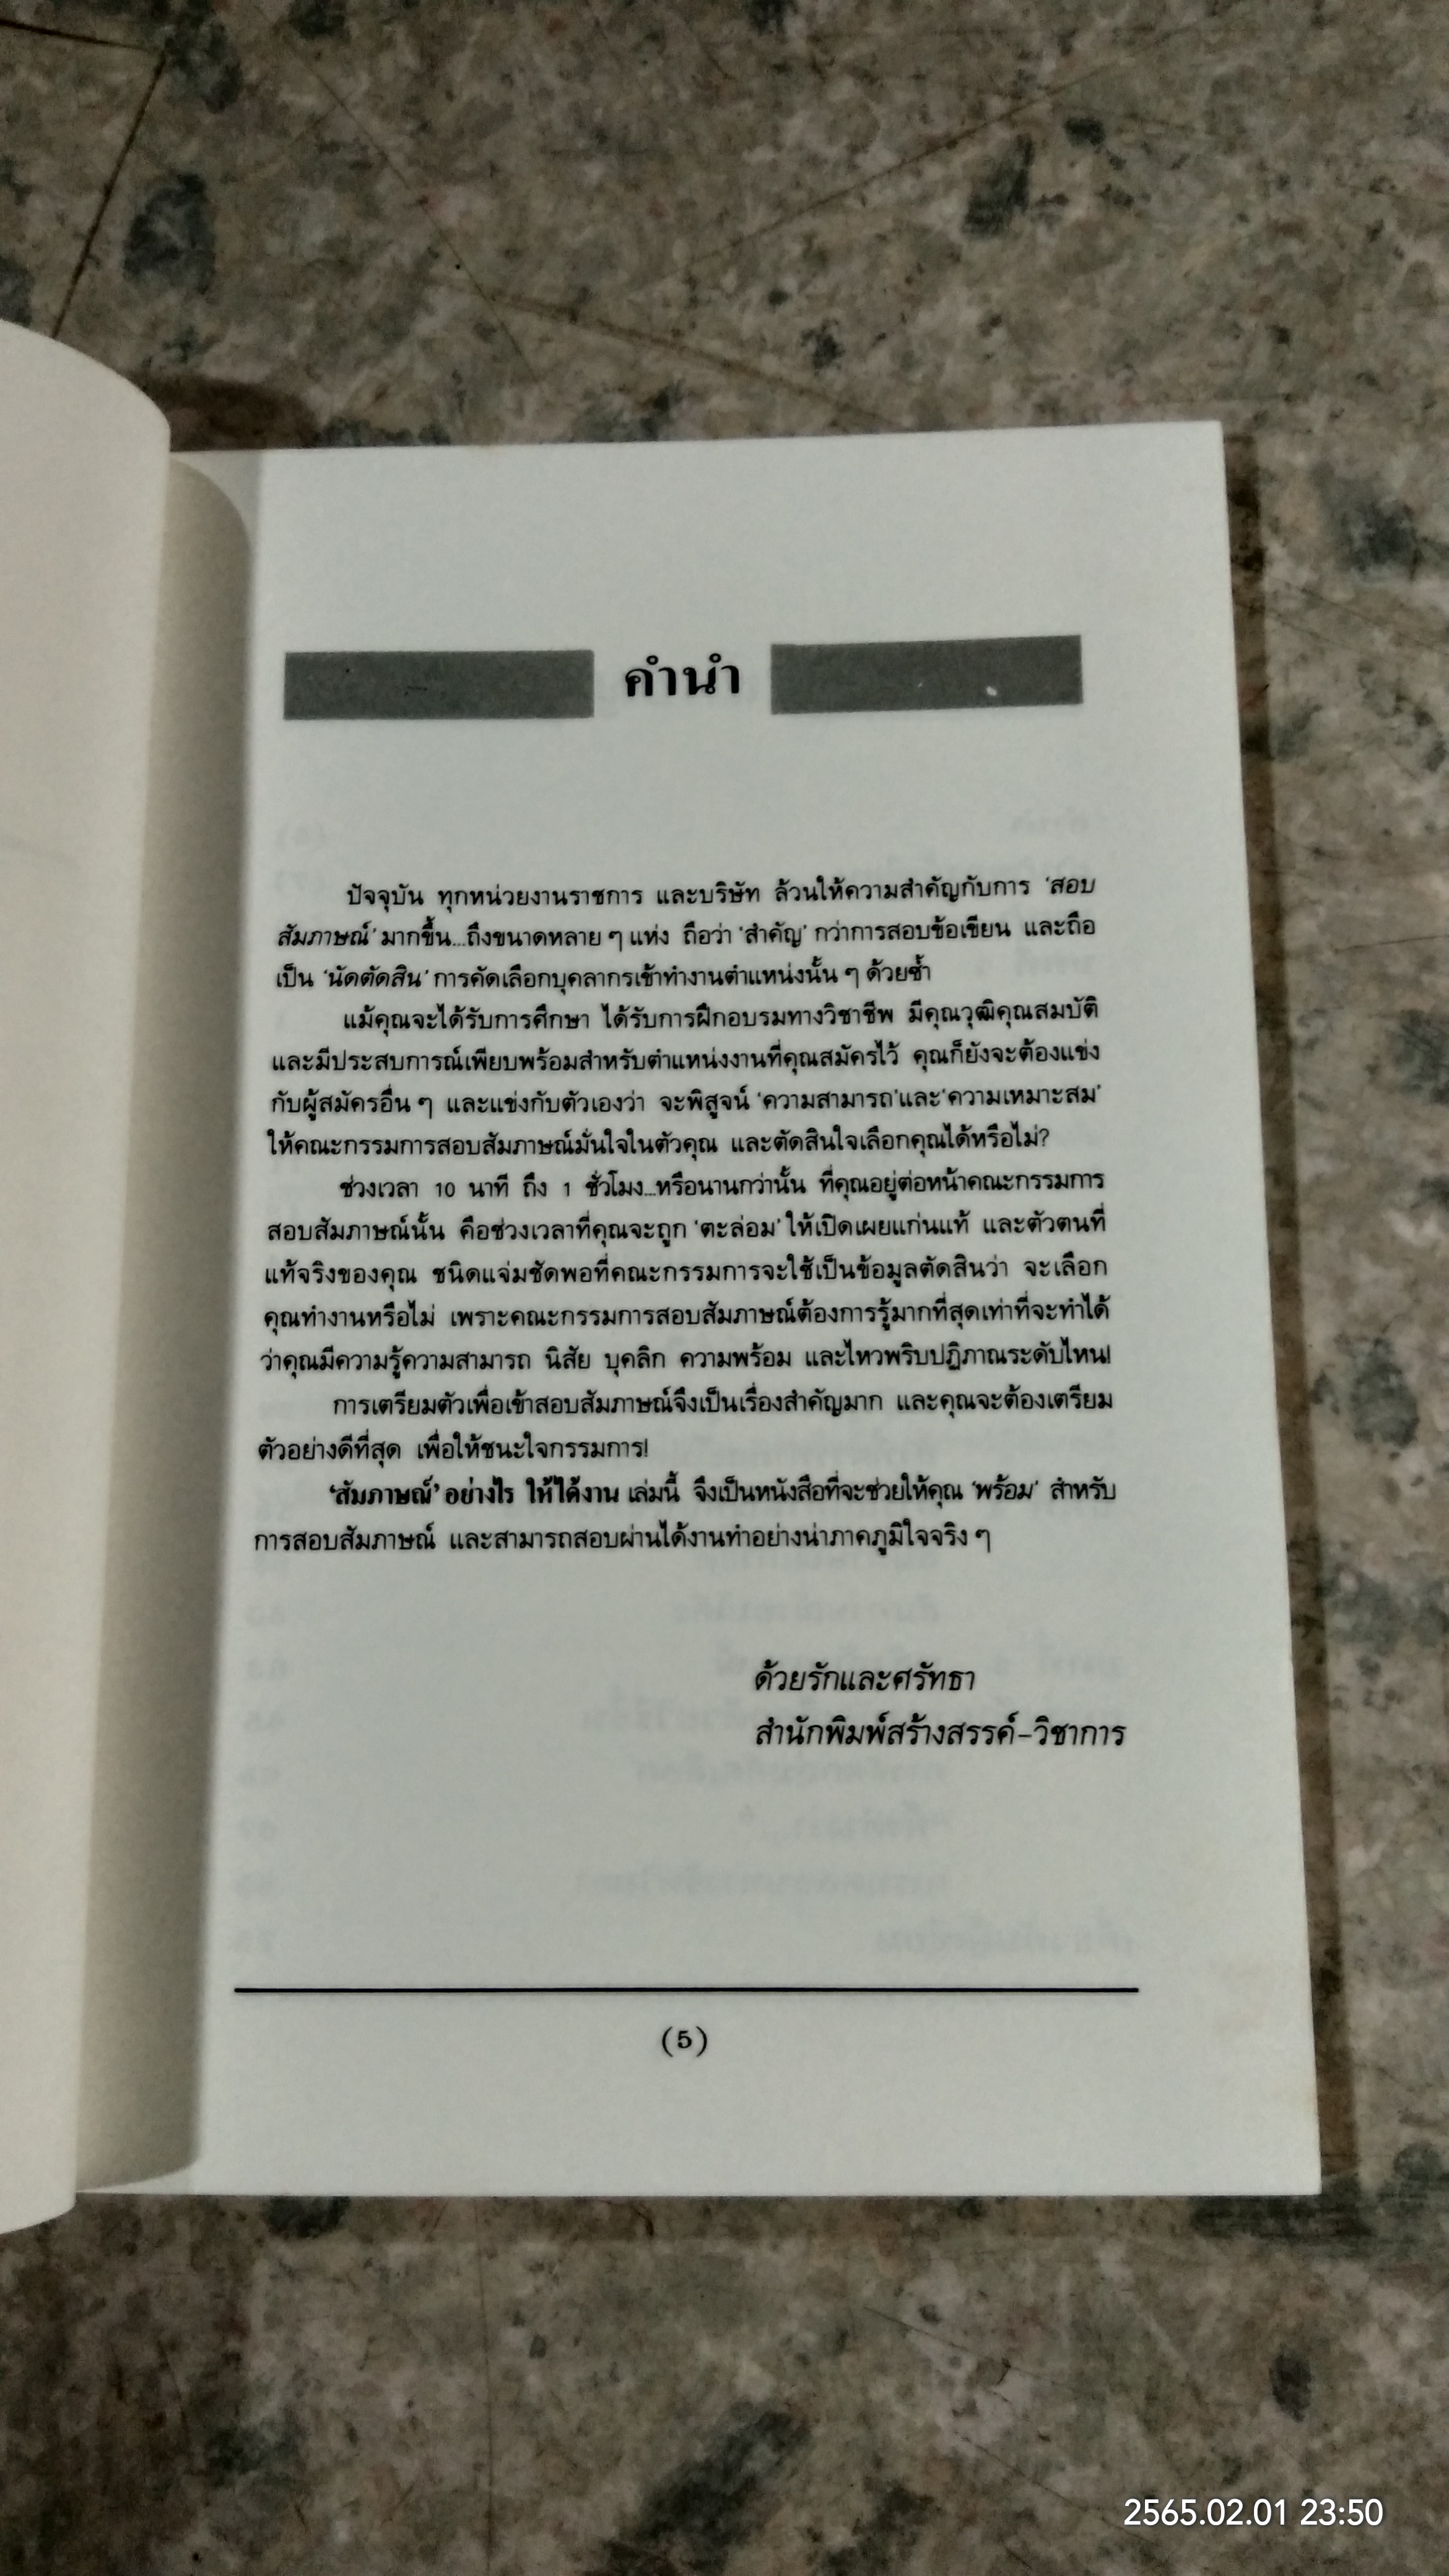 คำนำ
ปัจจุบัน ทุกหน่วยงานราชการ และบริษัท ล้วนให้ความสำคัญกับการ 'สอบ
สัมภาษณ์' มากขึ้น...ถึงขนาดหลาย ๆ แห่ง ถือว่า 'สำคัญ' กว่าการสอบข้อเขียน และถือ
เป็น 'นัดตัดสิน' การคัดเลือกบุคลากรเข้าทำงานตำแหน่งนั้น ๆ ด้วยซ้ำ
แม้คุณจะได้รับการศึกษา ได้รับการฝึกอบรมทางวิชาชีพ มีคุณวุฒิคุณสมบัติ
และมีประสบการณ์เพียบพร้อมสำหรับตำแหน่งงานที่คุณสมัครไว้ คุณก็ยังจะต้องแข่ง
กับผู้สมัครอื่น ๆ และแข่งกับตัวเองว่า จะพิสูจน์ 'ความสามารถ' และ 'ความเหมาะสม'
ให้คณะกรรมการสอบสัมภาษณ์มั่นใจในตัวคุณ และตัดสินใจเลือกคุณได้หรือไม่?
ช่วงเวลา 10 นาที ถึง 1 ชั่วโมง...หรือนานกว่านั้น ที่คุณอยู่ต่อหน้าคณะกรรมการ
สอบสัมภาษณ์นั้น คือช่วงเวลาที่คุณจะถูก 'ตะล่อม' ให้เปิดเผยแก่นแท้ และตัวตนที่
แท้จริงของคุณ ชนิดแจ่มชัดพอที่คณะกรรมการจะใช้เป็นข้อมูลตัดสินว่า จะเลือก
คุณทำงานหรือไม่ เพราะคณะกรรมการสอบสัมภาษณ์ต้องการรู้มากที่สุดเท่าที่จะทำได้
ว่าคุณมีความรู้ความสามารถ นิสัย บุคลิก ความพร้อม และไหวพริบปฏิภาณระดับไหน!
การเตรียมตัวเพื่อเข้าสอบสัมภาษณ์จึงเป็นเรื่องสำคัญมาก และคุณจะต้องเตรียม
ตัวอย่างดีที่สุด เพื่อให้ชนะใจกรรมการ!
'สัมภาษณ์' อย่างไร ให้ได้งาน เล่มนี้ จึงเป็นหนังสือที่จะช่วยให้คุณ 'พร้อม' สำหรับ
การสอบสัมภาษณ์ และสามารถสอบผ่านได้งานทำอย่างน่าภาคภูมิใจจริง ๆ
ด้วยรักและศรัทธา
สำนักพิมพ์สร้างสรรค์-วิชาการ
(5)
2565.02.01 23:50